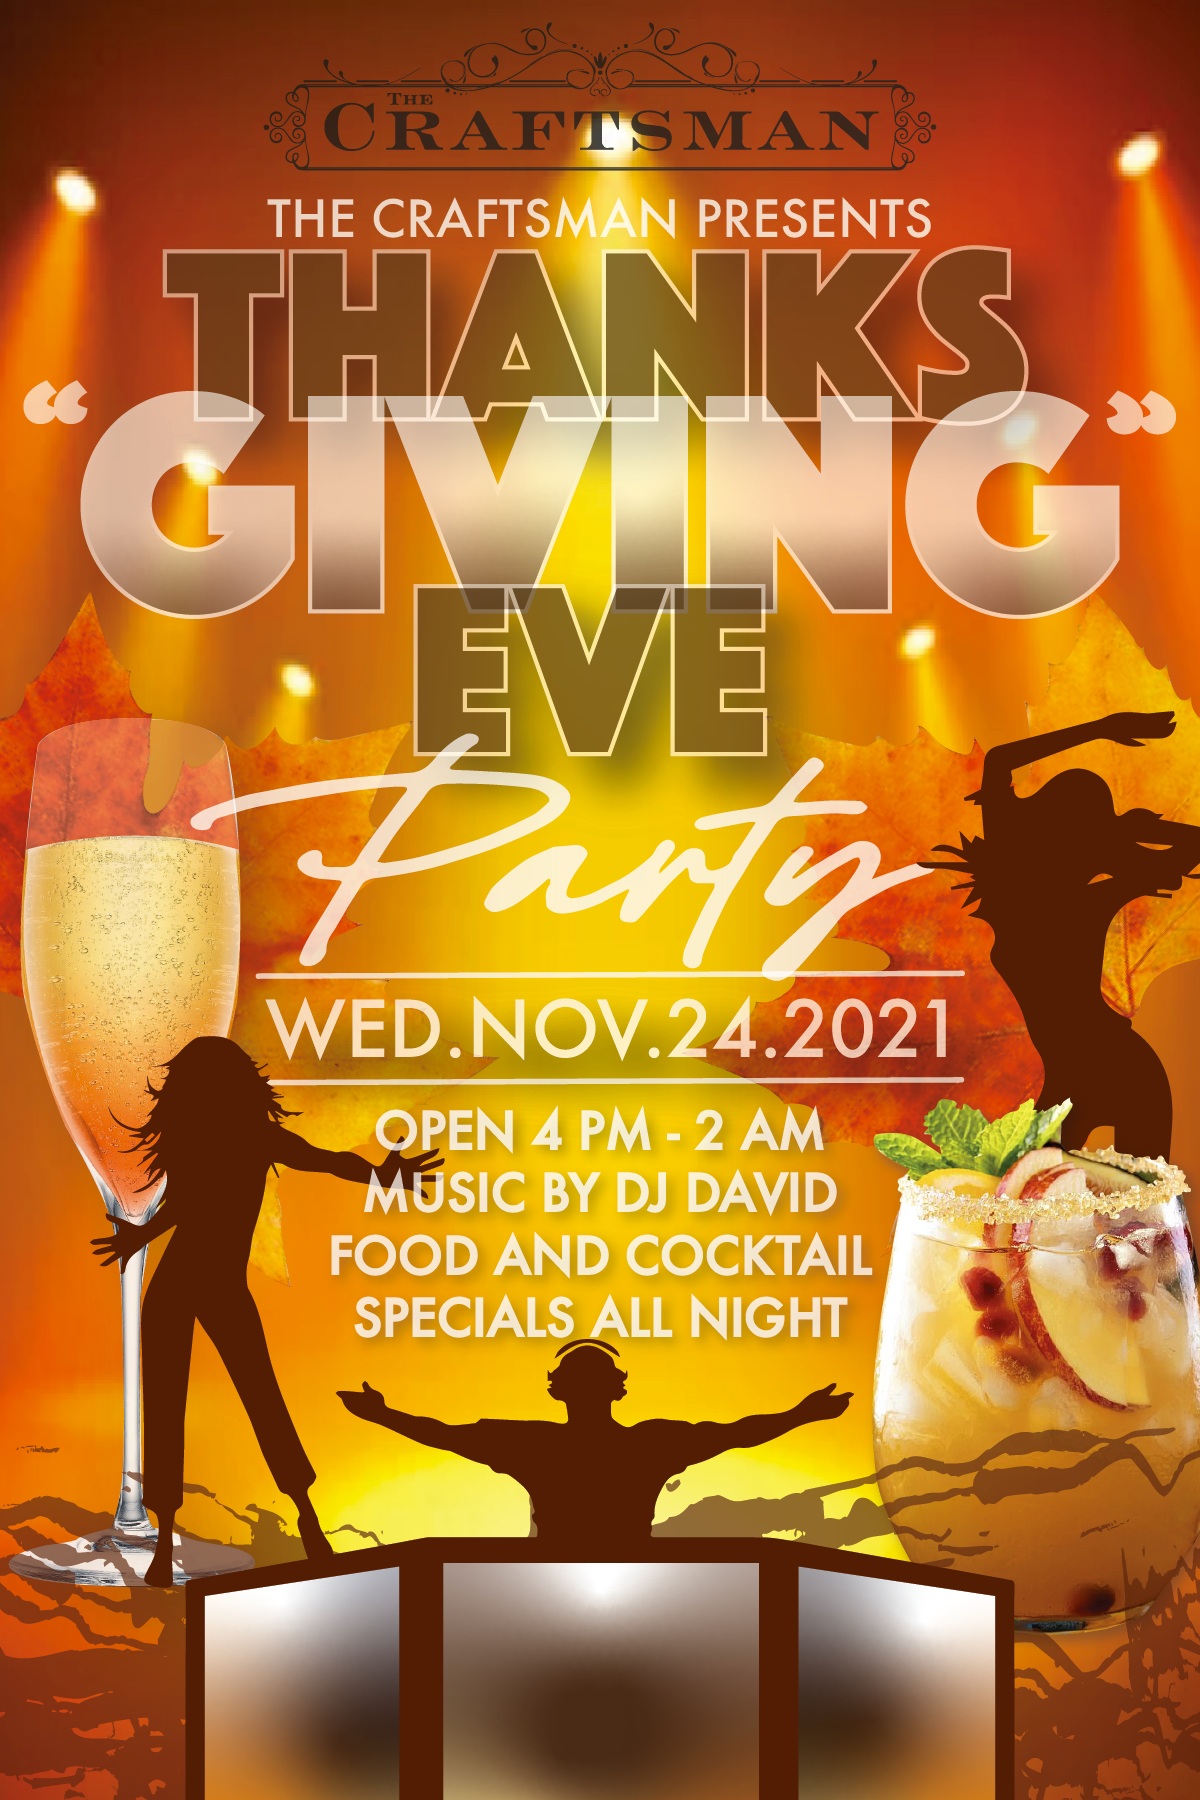 THE
CRAFTSMAN
THE CRAFTSMAN PRESENTS
THANKS
“GIVING”
EVE
Party
WED.NOV.24.2021
OPEN 4 PM - 2 AM
MUSIC BY DJ DAVID
FOOD AND COCKTAIL
SPECIALS ALL NIGHT